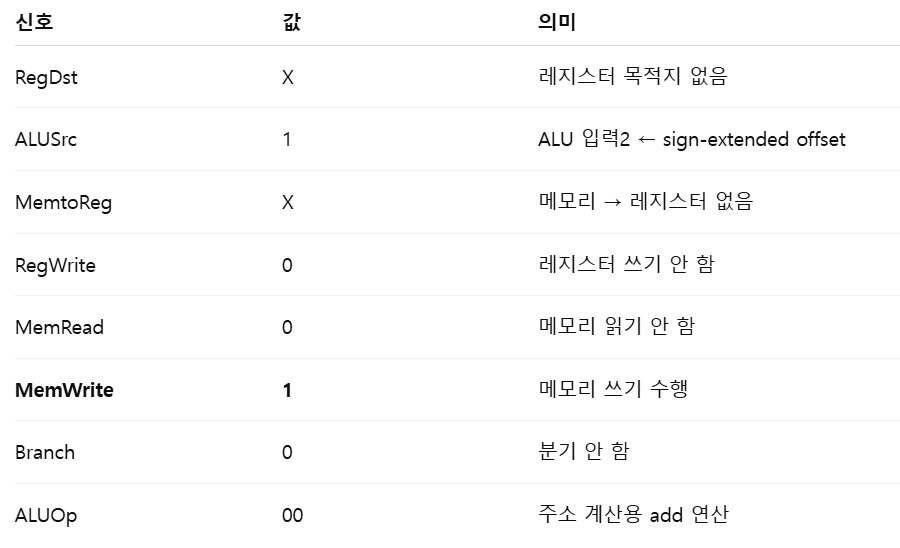 신호 값 의미
RegDst X 레지스터 목적지 없음
ALUSrc 1 ALU 입력2 ← sign-extended offset
MemtoReg X 메모리 → 레지스터 없음
RegWrite 0 레지스터 쓰기 안 함
MemRead 0 메모리 읽기 안 함
MemWrite 1 메모리 쓰기 수행
Branch 0 분기 안 함
ALUOp 00 주소 계산용 add 연산